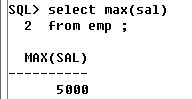 SQL> select max(sal)
  2  from emp ;
  MAX(SAL)
----------
      5000